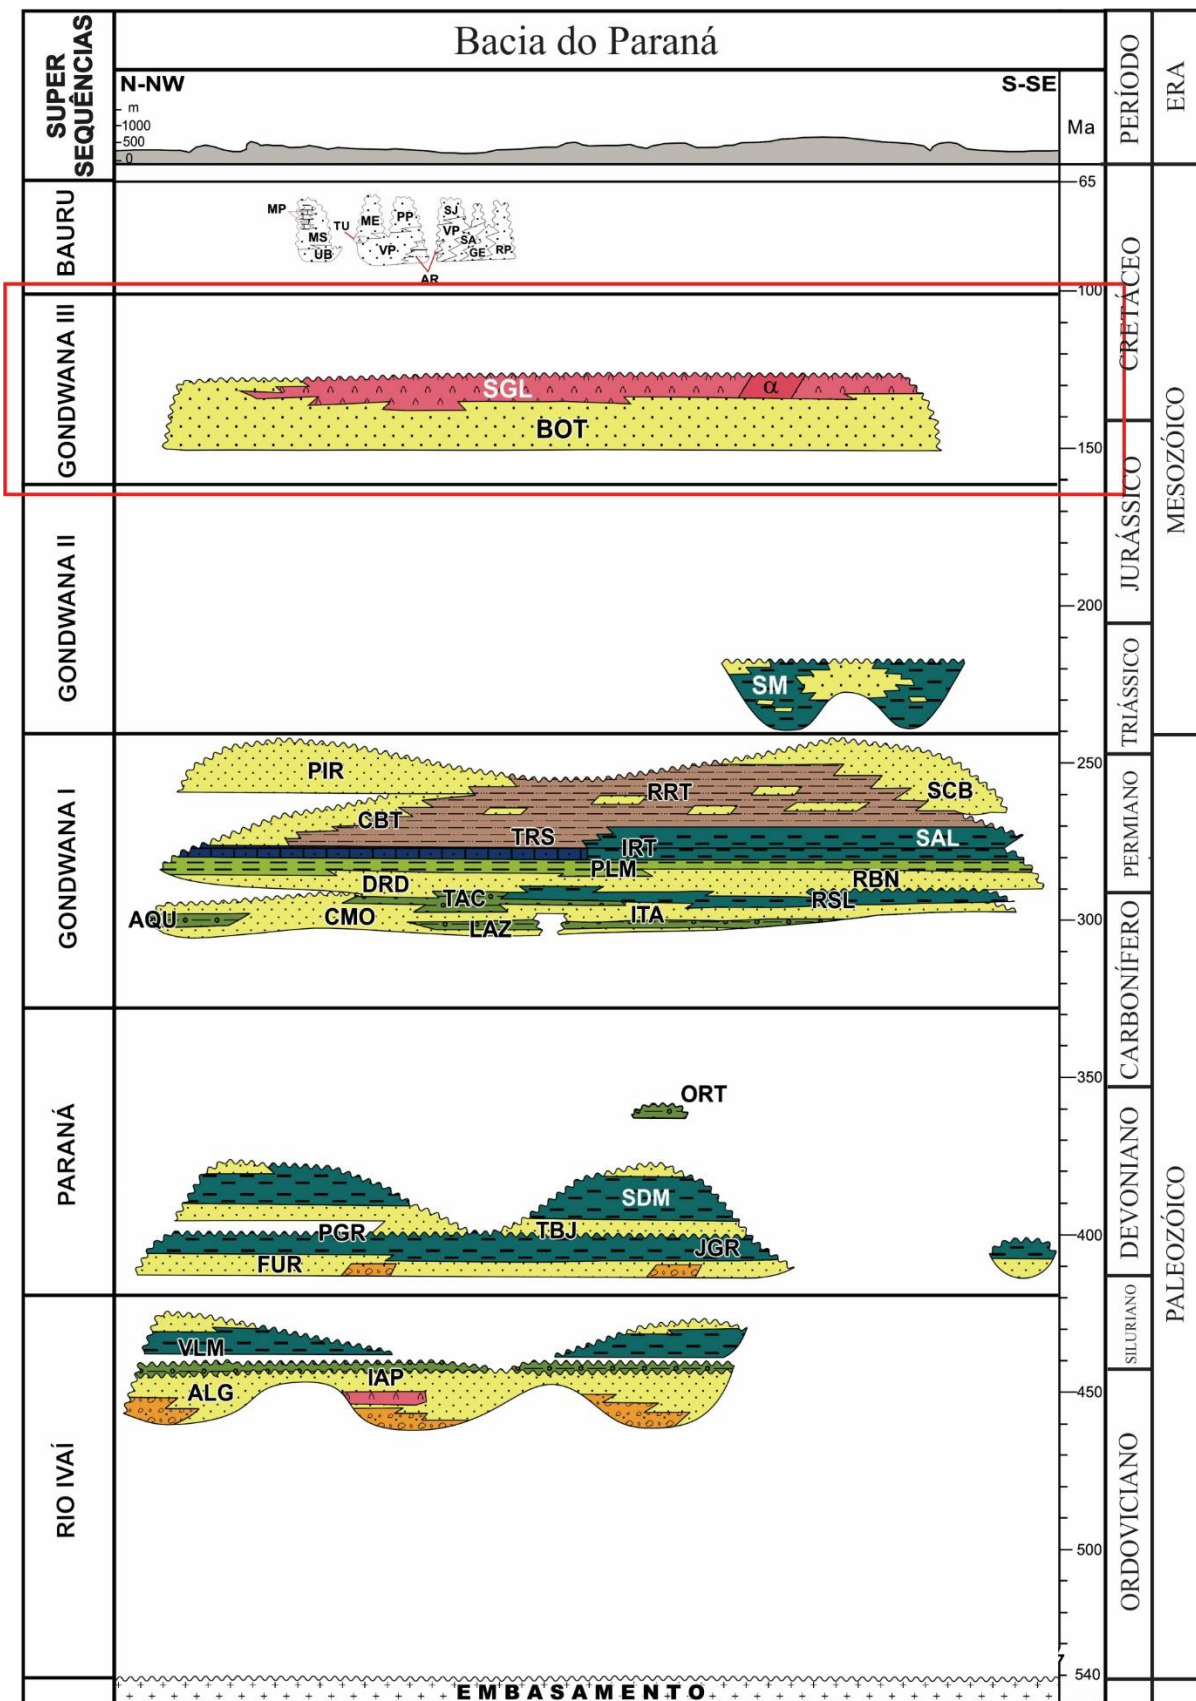 Bacia do Paraná
SUPER
SEQUÊNCIAS
N-NW
S-SE
m
1000
500
0
Ma
PERÍODO
ERA
65
BAURU
MP
MS
UB
TU
ME
PP
VP
AR
SJ
VP
SA
GE
RP
100
CRETÁCEO
GONDWANA III
SGL
α
BOT
150
JURÁSSICO
MESOZÓICO
GONDWANA II
200
SM
TRIÁSSICO
GONDWANA I
250
PIR
RRT
SCB
CBT
TRS
IRT
SAL
PLM
DRD
RBN
TAC
RSL
AQU
CMO
LAZ
ITA
300
PERMIANO
CARBONÍFERO
PARANÁ
350
ORT
SDM
PGR
TBJ
JGR
FUR
400
DEVONIANO
PALEOZÓICO
SILURIANO
RIO IVAÍ
VLM
IAP
ALG
450
500
ORDOVICIANO
540
EMBASAMENTO